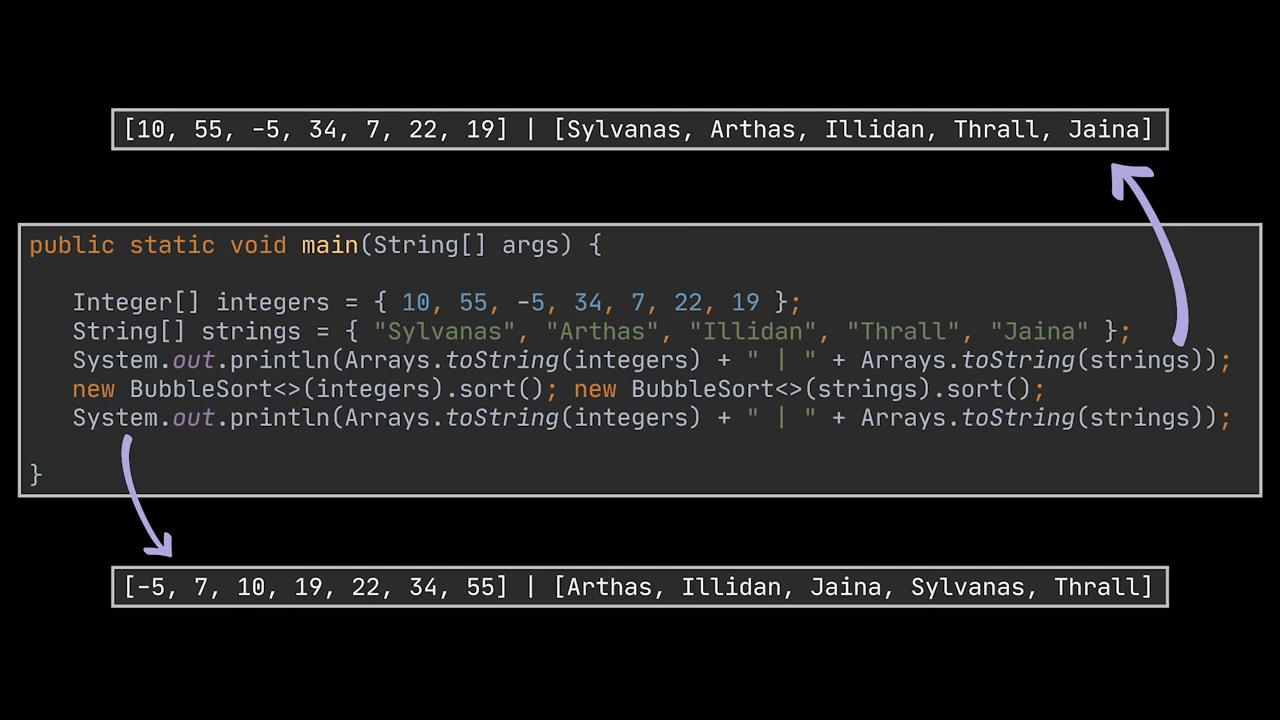 [10, 55, -5, 34, 7, 22, 19] | [Sylvanas, Arthas, Illidan, Thrall, Jaina]
public static void main(String[] args) {
Integer[] integers = { 10, 55, -5, 34, 7, 22, 19 };
String[] strings = { "Sylvanas", "Arthas", "Illidan", "Thrall", "Jaina" };
System.out.println(Arrays.toString(integers) + " | " + Arrays.toString(strings));
new BubbleSort<>(integers).sort(); new BubbleSort<>(strings).sort();
System.out.println(Arrays.toString(integers) + " | " + Arrays.toString(strings));
}
[-5, 7, 10, 19, 22, 34, 55] | [Arthas, Illidan, Jaina, Sylvanas, Thrall]